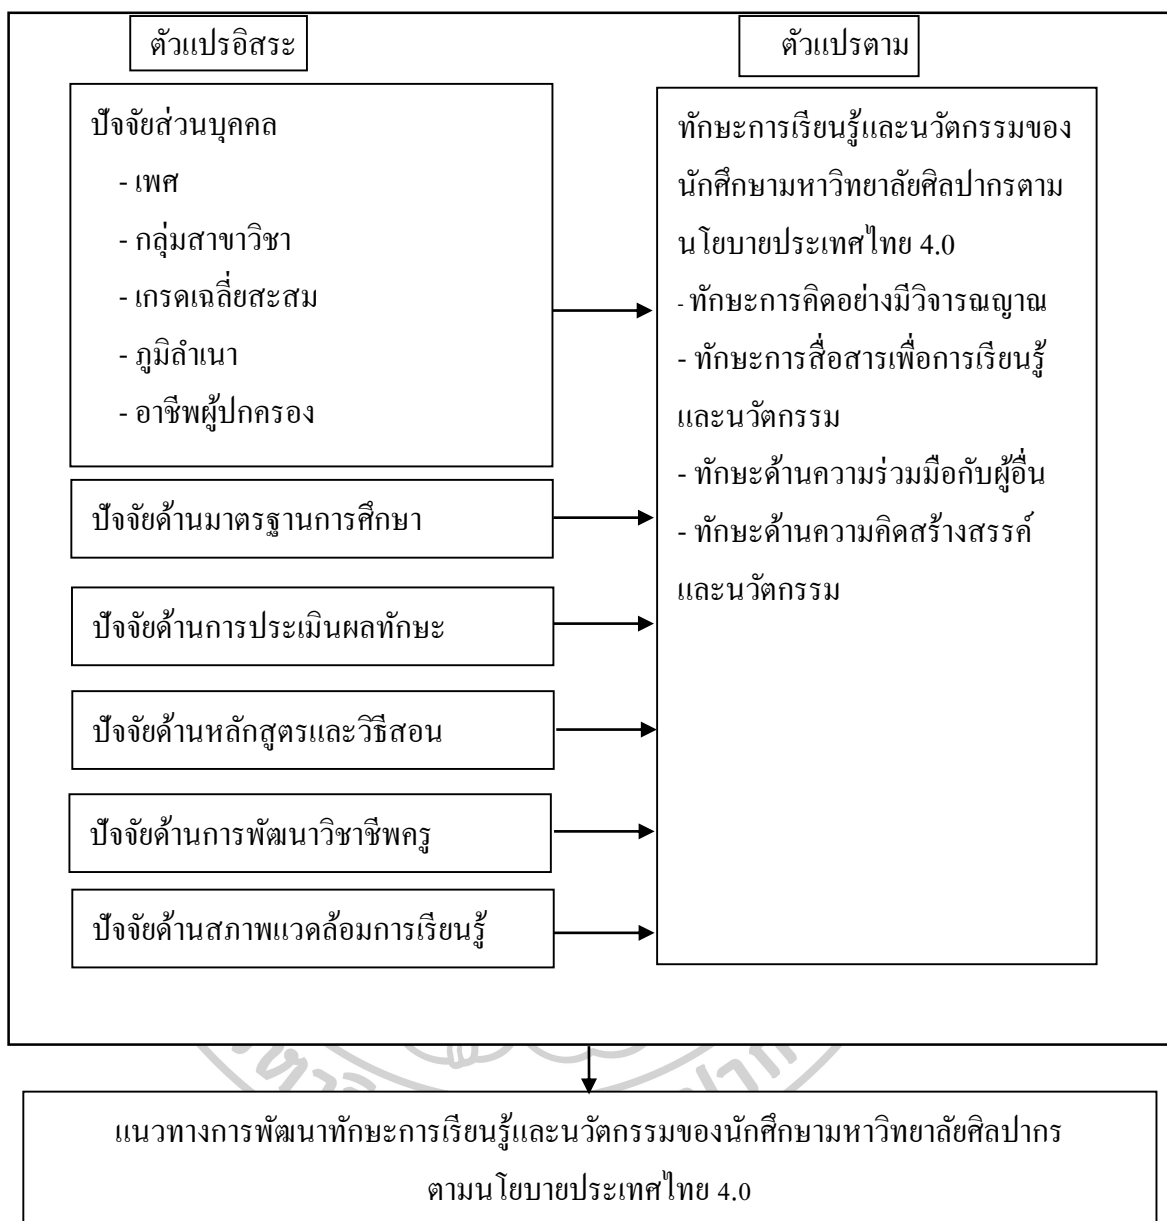 ตัวแปรอิสระ
ตัวแปรตาม
ปัจจัยส่วนบุคคล
- เพศ
- กลุ่มสาขาวิชา
- เกรดเฉลี่ยสะสม
- ภูมิลำเนา
- อาชีพผู้ปกครอง
ปัจจัยด้านมาตรฐานการศึกษา
ปัจจัยด้านการประเมินผลทักษะ
ปัจจัยด้านหลักสูตรและวิธีสอน
ปัจจัยด้านการพัฒนาวิชาชีพครู
ปัจจัยด้านสภาพแวดล้อมการเรียนรู้
ทักษะการเรียนรู้และนวัตกรรมของ
นักศึกษามหาวิทยาลัยศิลปากรตาม
นโยบายประเทศไทย 4.0
- ทักษะการคิดอย่างมีวิจารณญาณ
- ทักษะการสื่อสารเพื่อการเรียนรู้
และนวัตกรรม
- ทักษะด้านความร่วมมือกับผู้อื่น
- ทักษะด้านความคิดสร้างสรรค์
และนวัตกรรม
แนวทางการพัฒนาทักษะการเรียนรู้และนวัตกรรมของนักศึกษามหาวิทยาลัยศิลปากร
ตามนโยบายประเทศไทย 4.0